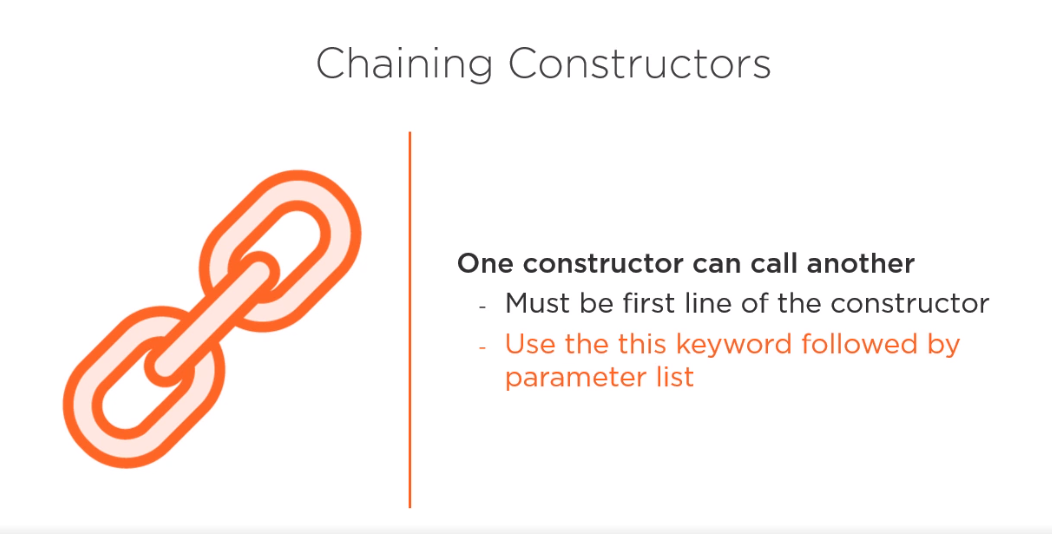 Chaining Constructors
One constructor can call another
- Must be first line of the constructor
- Use the this keyword followed by
parameter list